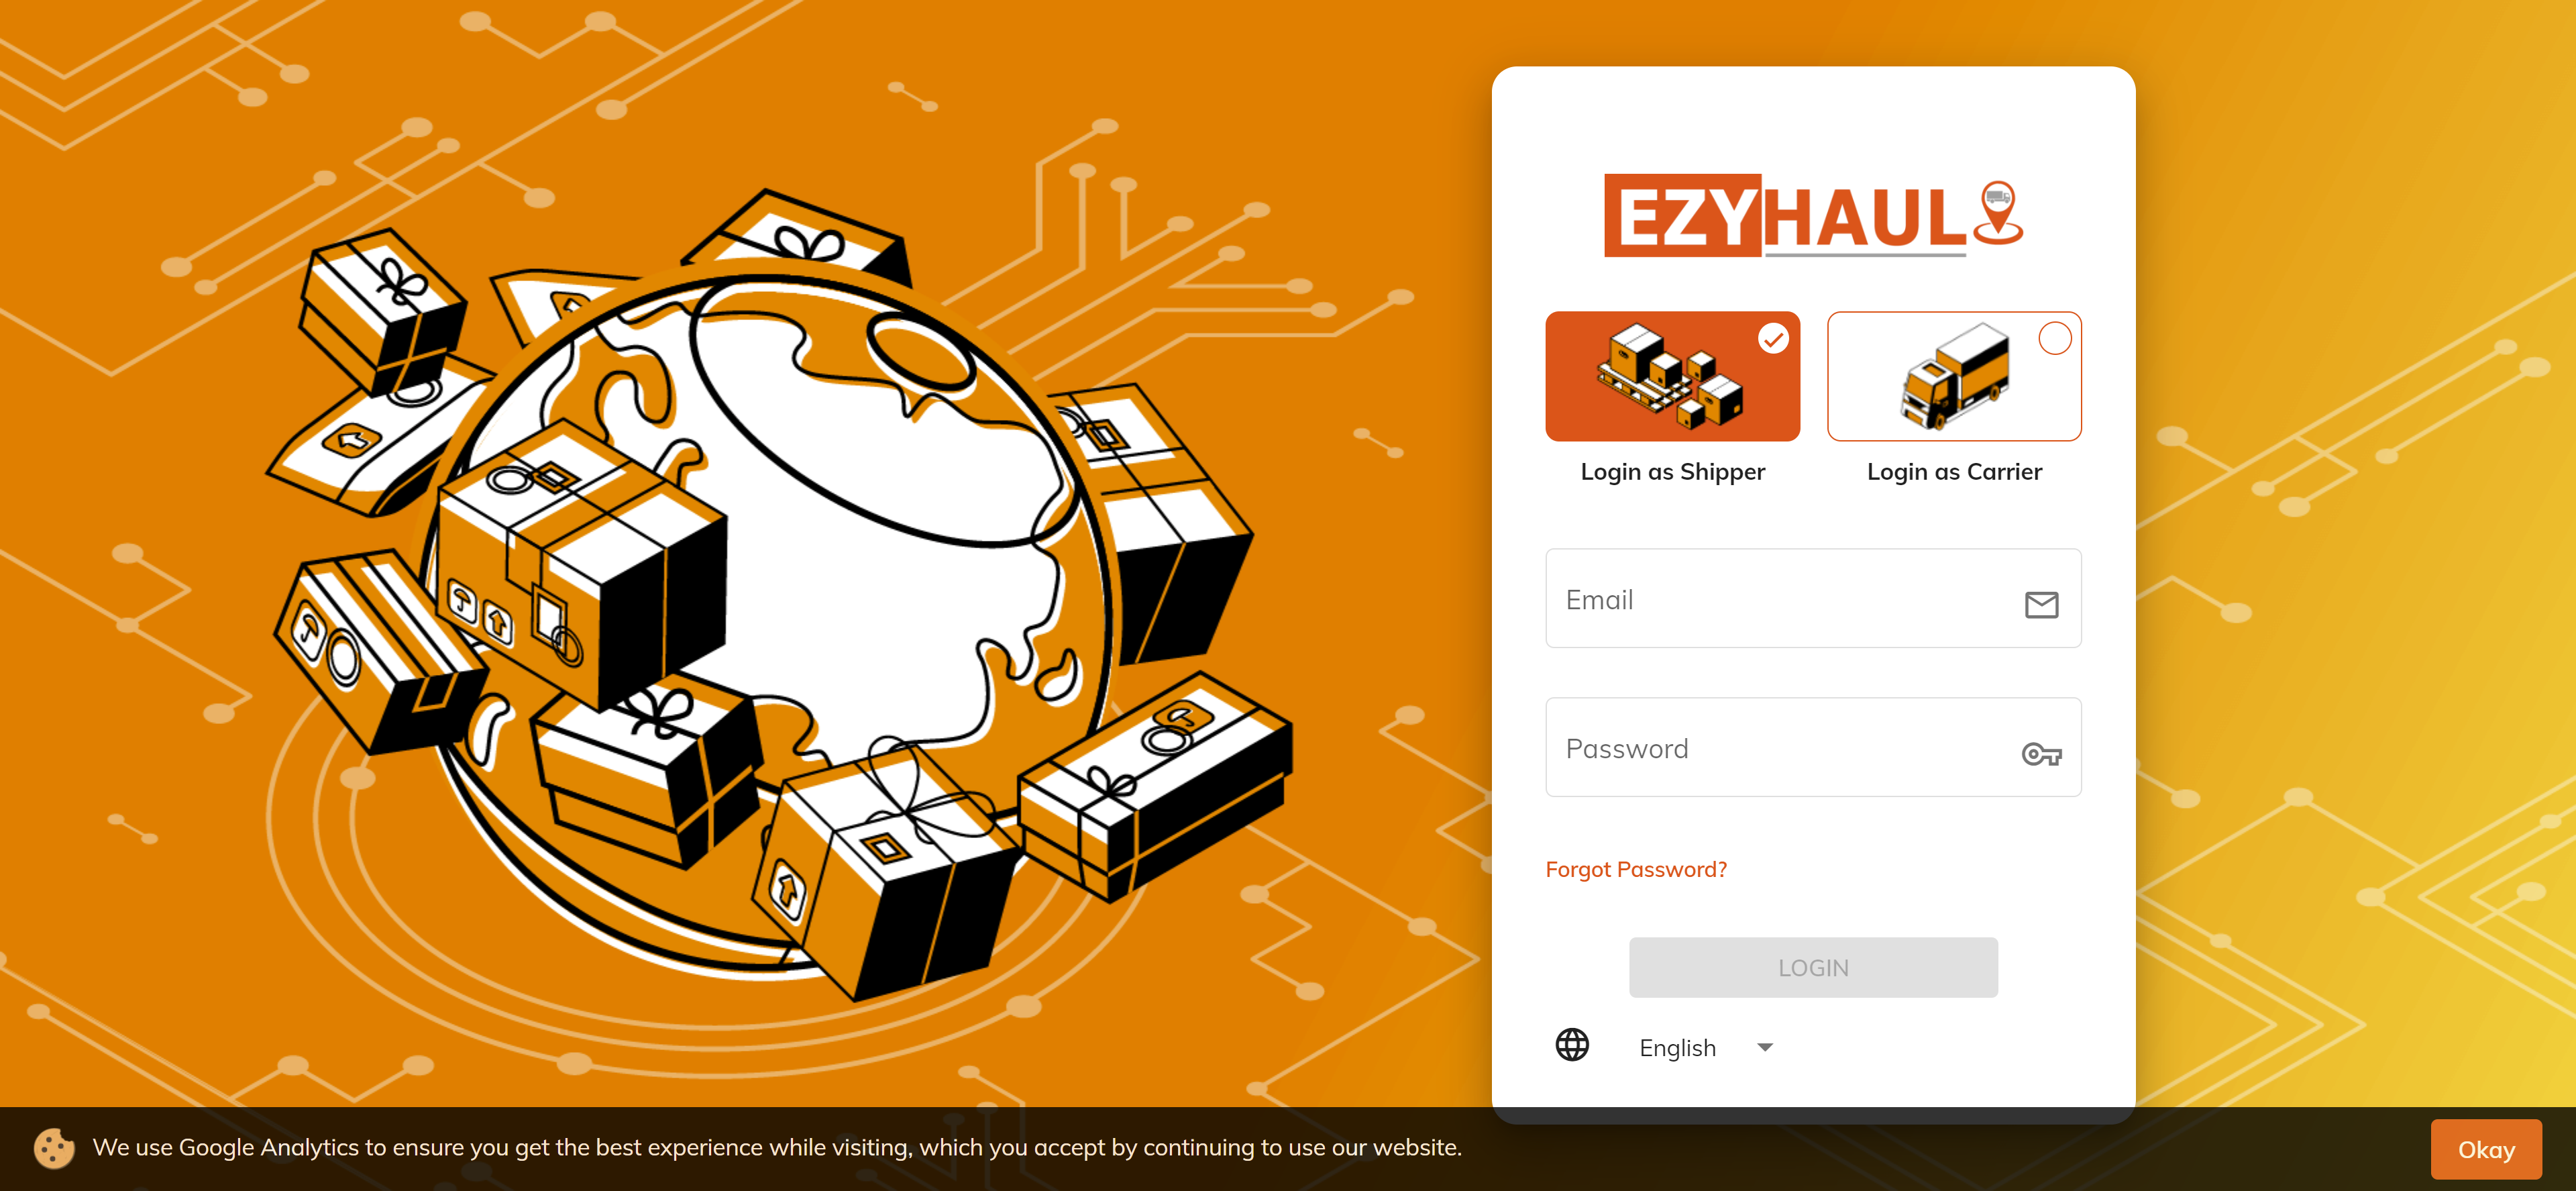 EZYHAUL
Login as Shipper
Login as Carrier
Email
Password
Forgot Password?
LOGIN
English
We use Google Analytics to ensure you get the best experience while visiting, which you accept by continuing to use our website.
Okay